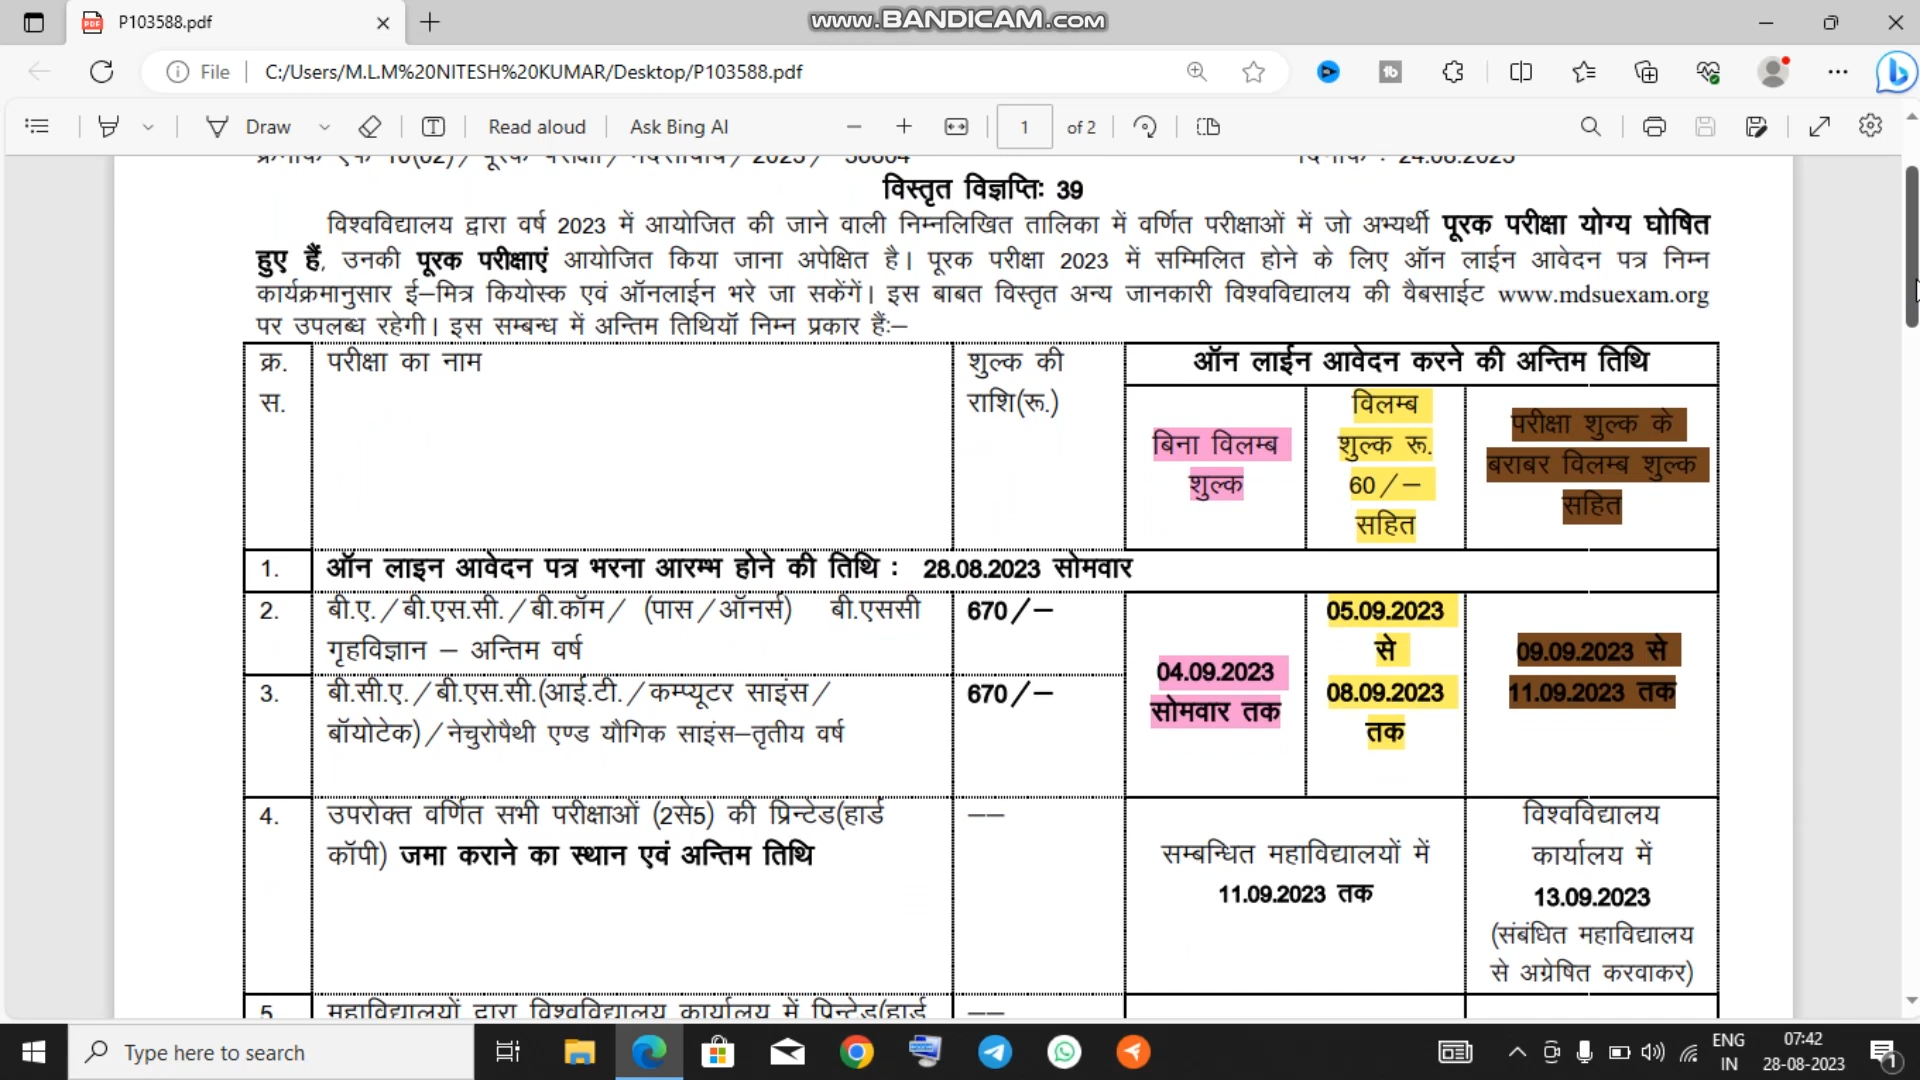 P103588.pdf
www.BANDICAM.com
File
C:/Users/M.L.M%20NITESH%20KUMAR/Desktop/P103588.pdf
Draw
Read aloud
Ask Bing AI
1
of 2
विस्तृत विज्ञप्तिः 39
विश्वविद्यालय द्वारा वर्ष 2023 में आयोजित की जाने वाली निम्नलिखित तालिका में वर्णित परीक्षाओं में जो अभ्यर्थी पूरक परीक्षा योग्य घोषित
हुए हैं, उनकी पूरक परीक्षाएं आयोजित किया जाना अपेक्षित है। पूरक परीक्षा 2023 में सम्मिलित होने के लिए ऑन लाईन आवेदन पत्र निम्न
कार्यक्रमानुसार ई–मित्र कियोस्क एवं ऑनलाईन भरे जा सकेंगें। इस बाबत विस्तृत अन्य जानकारी विश्वविद्यालय की वैबसाईट www.mdsuexam.org
पर उपलब्ध रहेगी। इस सम्बन्ध में अन्तिम तिथियॉ निम्न प्रकार हैंः–
क्र.
स.
परीक्षा का नाम
शुल्क की
राशि(रू.)
ऑन लाईन आवेदन करने की अन्तिम तिथि
बिना विलम्ब
शुल्क
विलम्ब
शुल्क रू.
60/–
सहित
परीक्षा शुल्क के
बराबर विलम्ब शुल्क
सहित
1.
ऑन लाइन आवेदन पत्र भरना आरम्भ होने की तिथि : 28.08.2023 सोमवार
2.
बी.ए./बी.एस.सी./बी.कॉम/ (पास/ऑनर्स) बी.एससी
गृहविज्ञान – अन्तिम वर्ष
670/–
3.
बी.सी.ए./बी.एस.सी.(आई.टी./कम्प्यूटर साइंस/
बॉयोटेक)/नेचुरोपैथी एण्ड यौगिक साइंस–तृतीय वर्ष
670/–
04.09.2023
सोमवार तक
05.09.2023
से
08.09.2023
तक
09.09.2023 से
11.09.2023 तक
4.
उपरोक्त वर्णित सभी परीक्षाओं (2से5) की प्रिन्टेड(हार्ड
कॉपी) जमा कराने का स्थान एवं अन्तिम तिथि
––
सम्बन्धित महाविद्यालयों में
11.09.2023 तक
विश्वविद्यालय
कार्यालय में
13.09.2023
(संबंधित महाविद्यालय
से अग्रेषित करवाकर)
5
महाविद्यालयों द्वारा विश्वविद्यालय कार्यालय में प्रिन्टेड(हार्ड
––
Type here to search
ENG
IN
07:42
28-08-2023
1